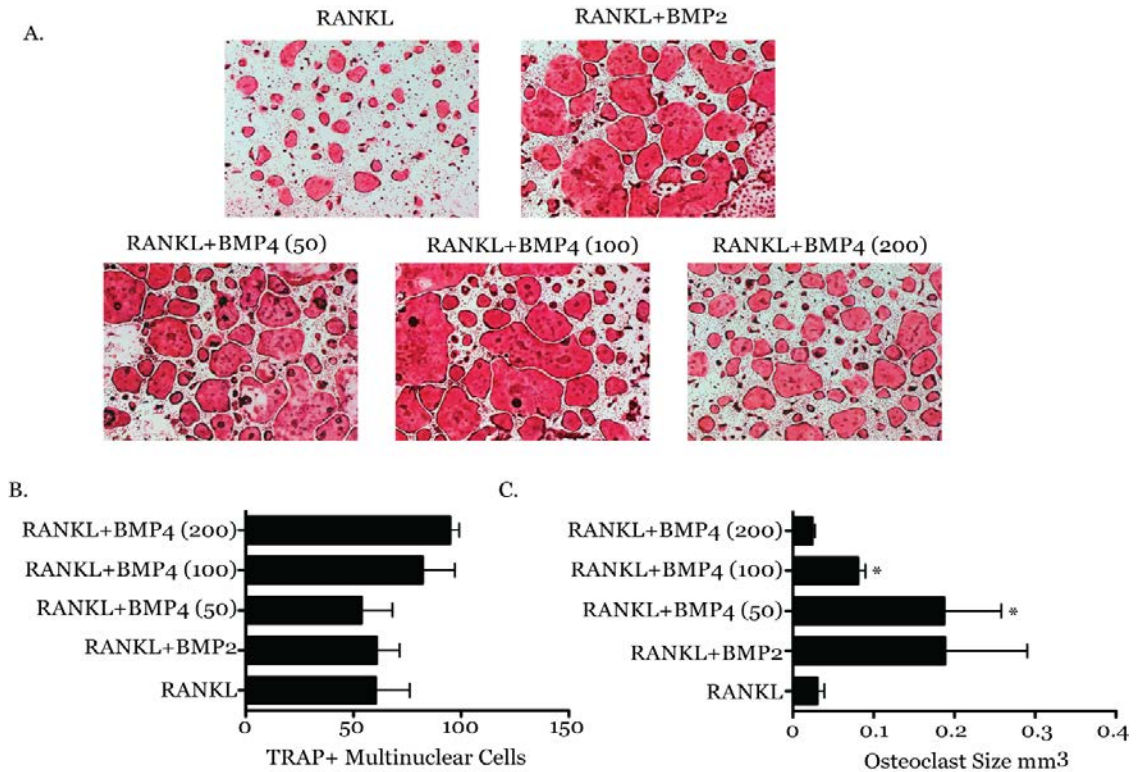 A.
RANKL
RANKL+BMP2
RANKL+BMP4 (50)
RANKL+BMP4 (100)
RANKL+BMP4 (200)
B.
RANKL+BMP4 (200)
RANKL+BMP4 (100)
RANKL+BMP4 (50)
RANKL+BMP2
RANKL
0
50
100
150
TRAP+ Multinuclear Cells
C.
RANKL+BMP4 (200)
RANKL+BMP4 (100)
*
RANKL+BMP4 (50)
*
RANKL+BMP2
RANKL
0
0.1
0.2
0.3
0.4
Osteoclast Size mm3